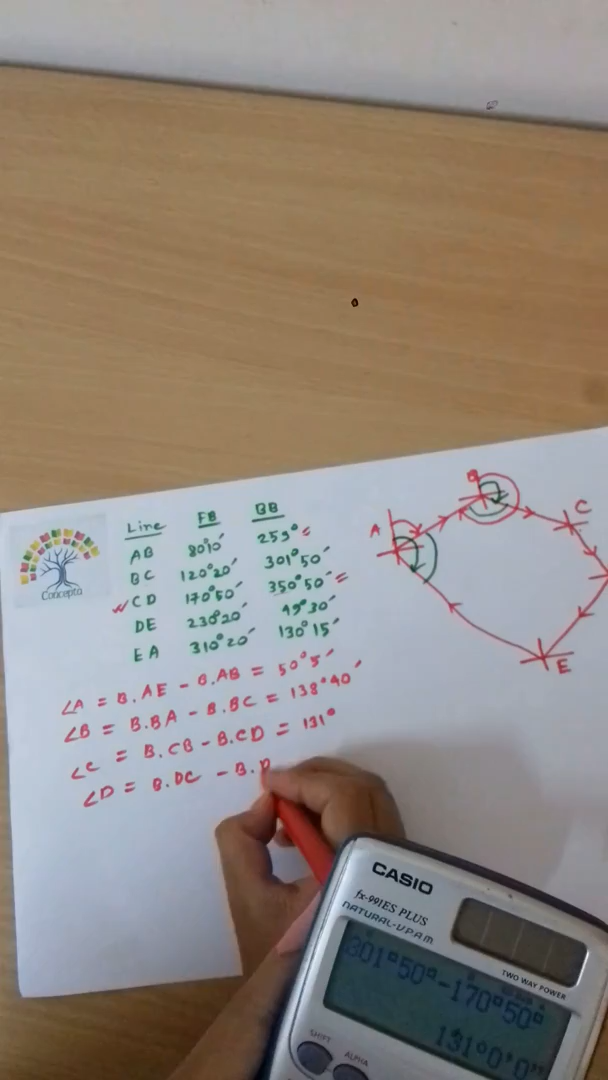 Line FB BB
AB 80°10' 259°
BC 120°20' 301°50'
CD 170°50' 350°50'
DE 230°20' 49°30'
EA 310°20' 130°15'
∠A = B.AE - B.AB = 50°5'
∠B = B.BA - B.BC = 138°40'
∠C = B.CB - B.CD = 131°
∠D = B.DC - B.D
Concepta
A
B
C
E
CASIO
fx-991ES PLUS
NATURAL-V.P.A.M.
TWO WAY POWER
301°50°-170°50°
131°0'0"
SHIFT
ALPHA